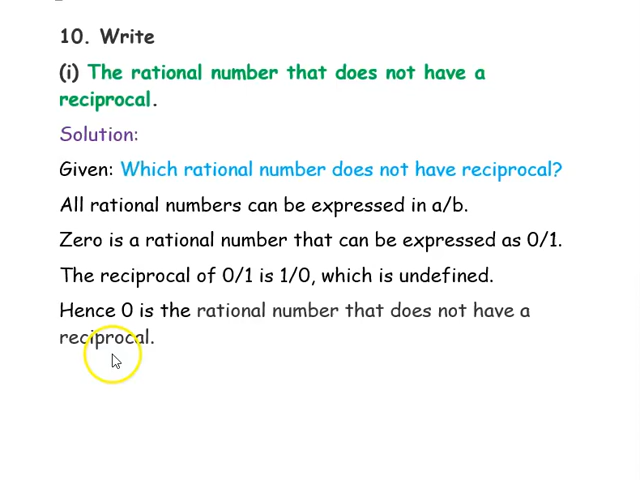 10. Write
(i) The rational number that does not have a
reciprocal.
Solution:
Given: Which rational number does not have reciprocal?
All rational numbers can be expressed in a/b.
Zero is a rational number that can be expressed as 0/1.
The reciprocal of 0/1 is 1/0, which is undefined.
Hence 0 is the rational number that does not have a
reciprocal.